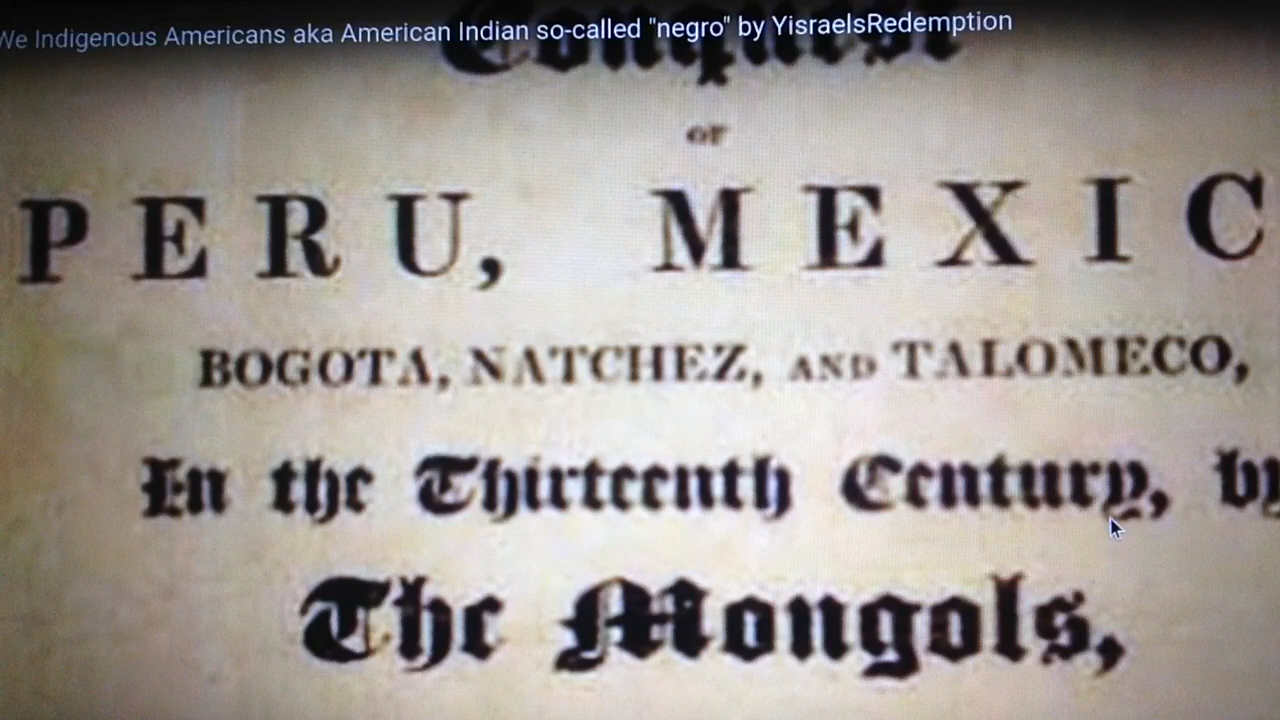 We Indigenous Americans aka American Indian so-called "negro" by YisraelsRedemption
Conquest
OF
PERU, MEXIC
BOGOTA, NATCHEZ, AND TALOMECO,
In the Thirteenth Century, by
The Mongols,